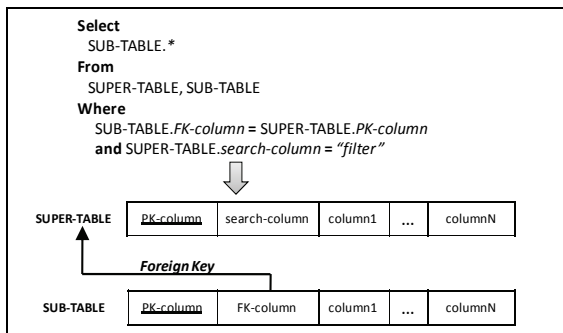 Select
SUB-TABLE.*
From
SUPER-TABLE, SUB-TABLE
Where
SUB-TABLE.FK-column = SUPER-TABLE.PK-column
and SUPER-TABLE.search-column = “filter”
SUPER-TABLE PK-column search-column column1 ... columnN
Foreign Key
SUB-TABLE PK-column FK-column column1 ... columnN